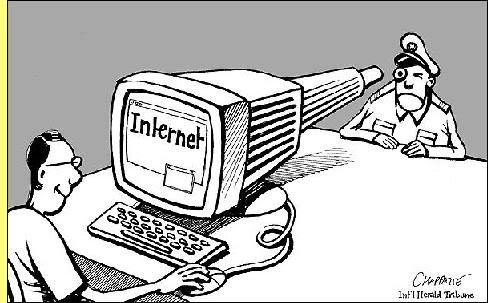 Internet
CHAPPATTE
Int'l Herald Tribune